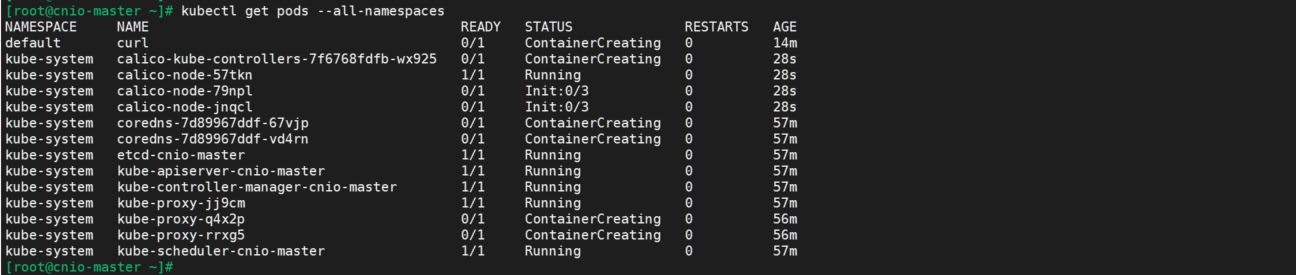 [root@cnio-master ~]# kubectl get pods --all-namespaces
NAMESPACE     NAME                                       READY   STATUS              RESTARTS   AGE
default       curl                                       0/1     ContainerCreating   0          14m
kube-system   calico-kube-controllers-7f6768fdfb-wx925   0/1     ContainerCreating   0          28s
kube-system   calico-node-57tkn                          1/1     Running             0          28s
kube-system   calico-node-79npl                          0/1     Init:0/3            0          28s
kube-system   calico-node-jnqcl                          0/1     Init:0/3            0          28s
kube-system   coredns-7d89967ddf-67vjp                   0/1     ContainerCreating   0          57m
kube-system   coredns-7d89967ddf-vd4rn                   0/1     ContainerCreating   0          57m
kube-system   etcd-cnio-master                           1/1     Running             0          57m
kube-system   kube-apiserver-cnio-master                 1/1     Running             0          57m
kube-system   kube-controller-manager-cnio-master        1/1     Running             0          57m
kube-system   kube-proxy-jj9cm                           1/1     Running             0          57m
kube-system   kube-proxy-q4x2p                           0/1     ContainerCreating   0          56m
kube-system   kube-proxy-rrxg5                           0/1     ContainerCreating   0          56m
kube-system   kube-scheduler-cnio-master                 1/1     Running             0          57m
[root@cnio-master ~]#